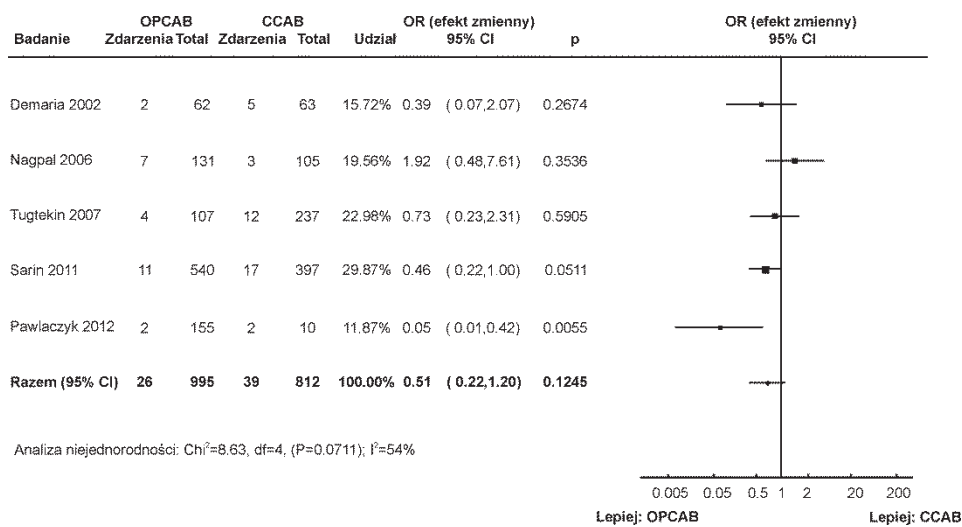 OPCAB CCAB OR (efekt zmienny) OR (efekt zmienny)
Badanie Zdarzenia Total Zdarzenia Total Udział 95% CI p 95% CI
Demaria 2002 2 62 5 63 15.72% 0.39 ( 0.07,2.07) 0.2674
Nagpal 2006 7 131 3 105 19.56% 1.92 ( 0.48,7.61) 0.3536
Tugtekin 2007 4 107 12 237 22.98% 0.73 ( 0.23,2.31) 0.5905
Sarin 2011 11 540 17 397 29.87% 0.46 ( 0.22,1.00) 0.0511
Pawlaczyk 2012 2 155 2 10 11.87% 0.05 ( 0.01,0.42) 0.0055
Razem (95% CI) 26 995 39 812 100.00% 0.51 ( 0.22,1.20) 0.1245
Analiza niejednorodności: Chi²=8.63, df=4, (P=0.0711); I²=54%
0.005 0.05 0.5 1 2 20 200
Lepiej: OPCAB Lepiej: CCAB